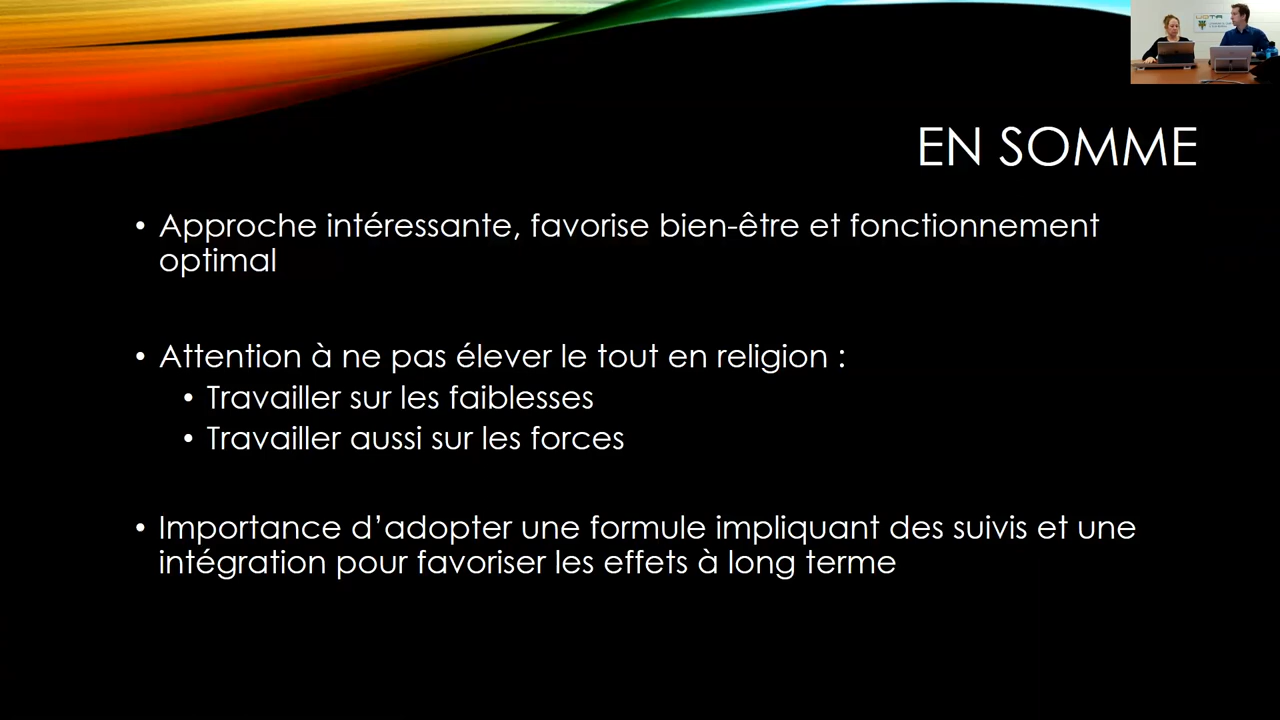 EN SOMME
• Approche intéressante, favorise bien-être et fonctionnement
optimal
• Attention à ne pas élever le tout en religion :
• Travailler sur les faiblesses
• Travailler aussi sur les forces
• Importance d’adopter une formule impliquant des suivis et une
intégration pour favoriser les effets à long terme